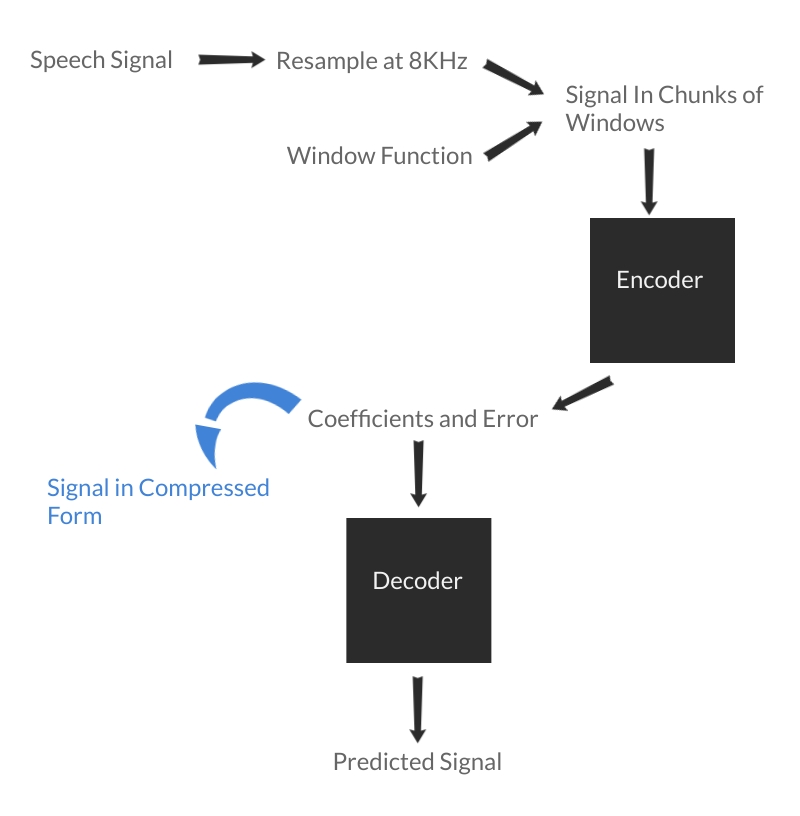 Speech Signal
Resample at 8KHz
Signal In Chunks of
Windows
Window Function
Encoder
Coefficients and Error
Signal in Compressed
Form
Decoder
Predicted Signal